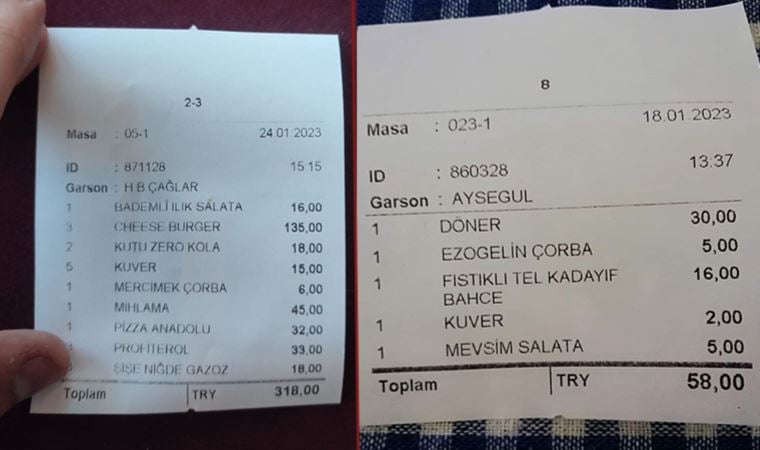 2-3
Masa : 05-1 24.01.2023
ID : 871128 15:15
Garson : H B ÇAĞLAR
1 BADEMLİ ILIK SALATA 16,00
3 CHEESE BURGER 135,00
2 KUTU ZERO KOLA 18,00
5 KUVER 15,00
1 MERCİMEK ÇORBA 6,00
1 MIHLAMA 45,00
1 PİZZA ANADOLU 32,00
PROFİTEROL 33,00
ŞİŞE NİĞDE GAZOZ 18,00
Toplam TRY 318,00
8
Masa : 023-1 18.01.2023
ID : 860328 13:37
Garson : AYSEGUL
1 DÖNER 30,00
1 EZOGELİN ÇORBA 5,00
1 FISTIKLI TEL KADAYIF 16,00
BAHCE
1 KUVER 2,00
1 MEVSİM SALATA 5,00
Toplam TRY 58,00